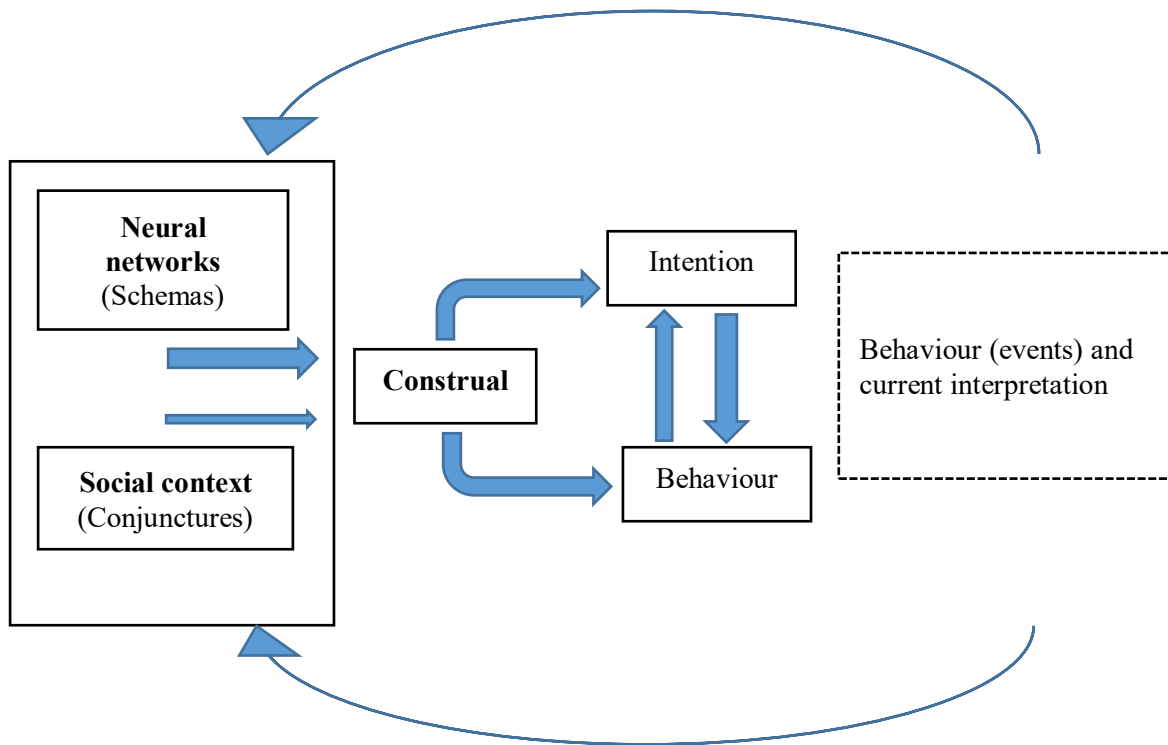 Neural
networks
(Schemas)
Social context
(Conjunctures)
Construal
Intention
Behaviour
Behaviour (events) and
current interpretation